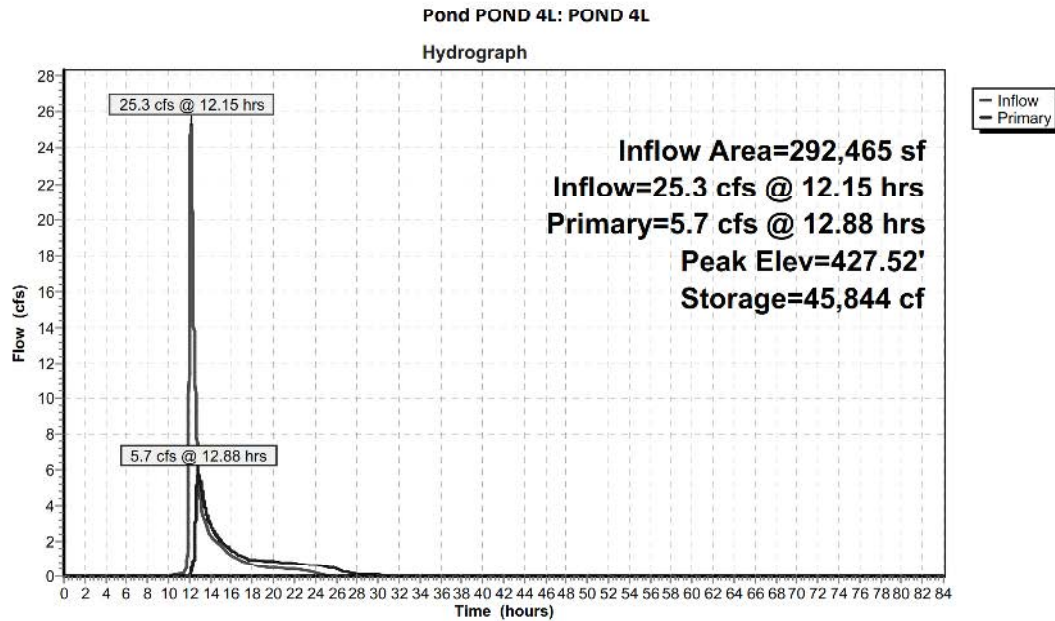 Pond POND 4L: POND 4L
Hydrograph
28
26
24
22
20
18
16
14
12
10
8
6
4
2
0
Flow (cfs)
25.3 cfs @ 12.15 hrs
5.7 cfs @ 12.88 hrs
Inflow Area=292,465 sf
Inflow=25.3 cfs @ 12.15 hrs
Primary=5.7 cfs @ 12.88 hrs
Peak Elev=427.52'
Storage=45,844 cf
Inflow
Primary
0 2 4 6 8 10 12 14 16 18 20 22 24 26 28 30 32 34 36 38 40 42 44 46 48 50 52 54 56 58 60 62 64 66 68 70 72 74 76 78 80 82 84
Time (hours)